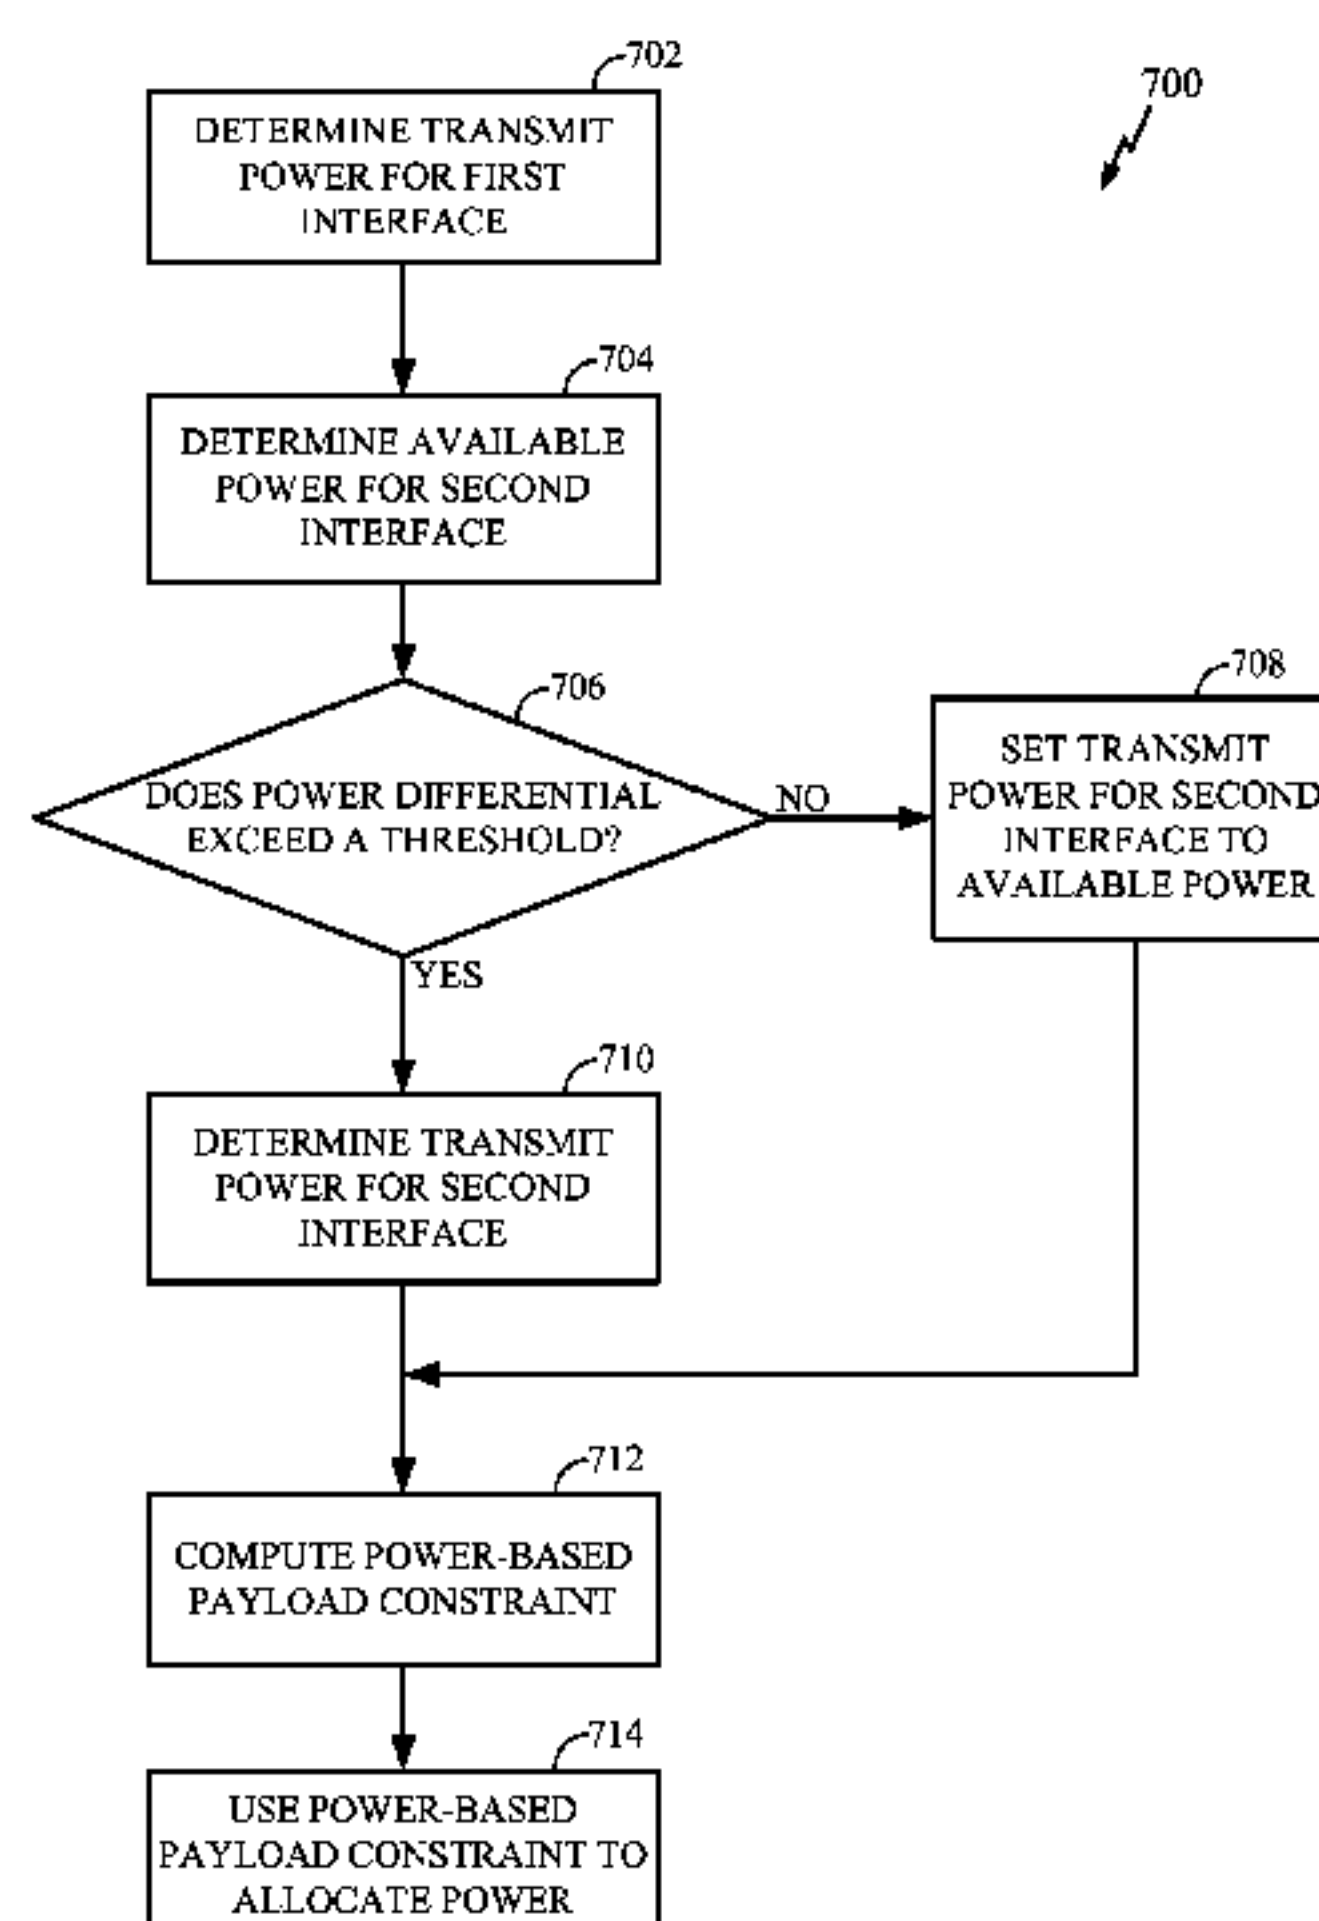 702
700
DETERMINE TRANSMIT
POWER FOR FIRST
INTERFACE
704
DETERMINE AVAILABLE
POWER FOR SECOND
INTERFACE
706
DOES POWER DIFFERENTIAL
EXCEED A THRESHOLD?
NO
YES
708
SET TRANSMIT
POWER FOR SECOND
INTERFACE TO
AVAILABLE POWER
710
DETERMINE TRANSMIT
POWER FOR SECOND
INTERFACE
712
COMPUTE POWER-BASED
PAYLOAD CONSTRAINT
714
USE POWER-BASED
PAYLOAD CONSTRAINT TO
ALLOCATE POWER